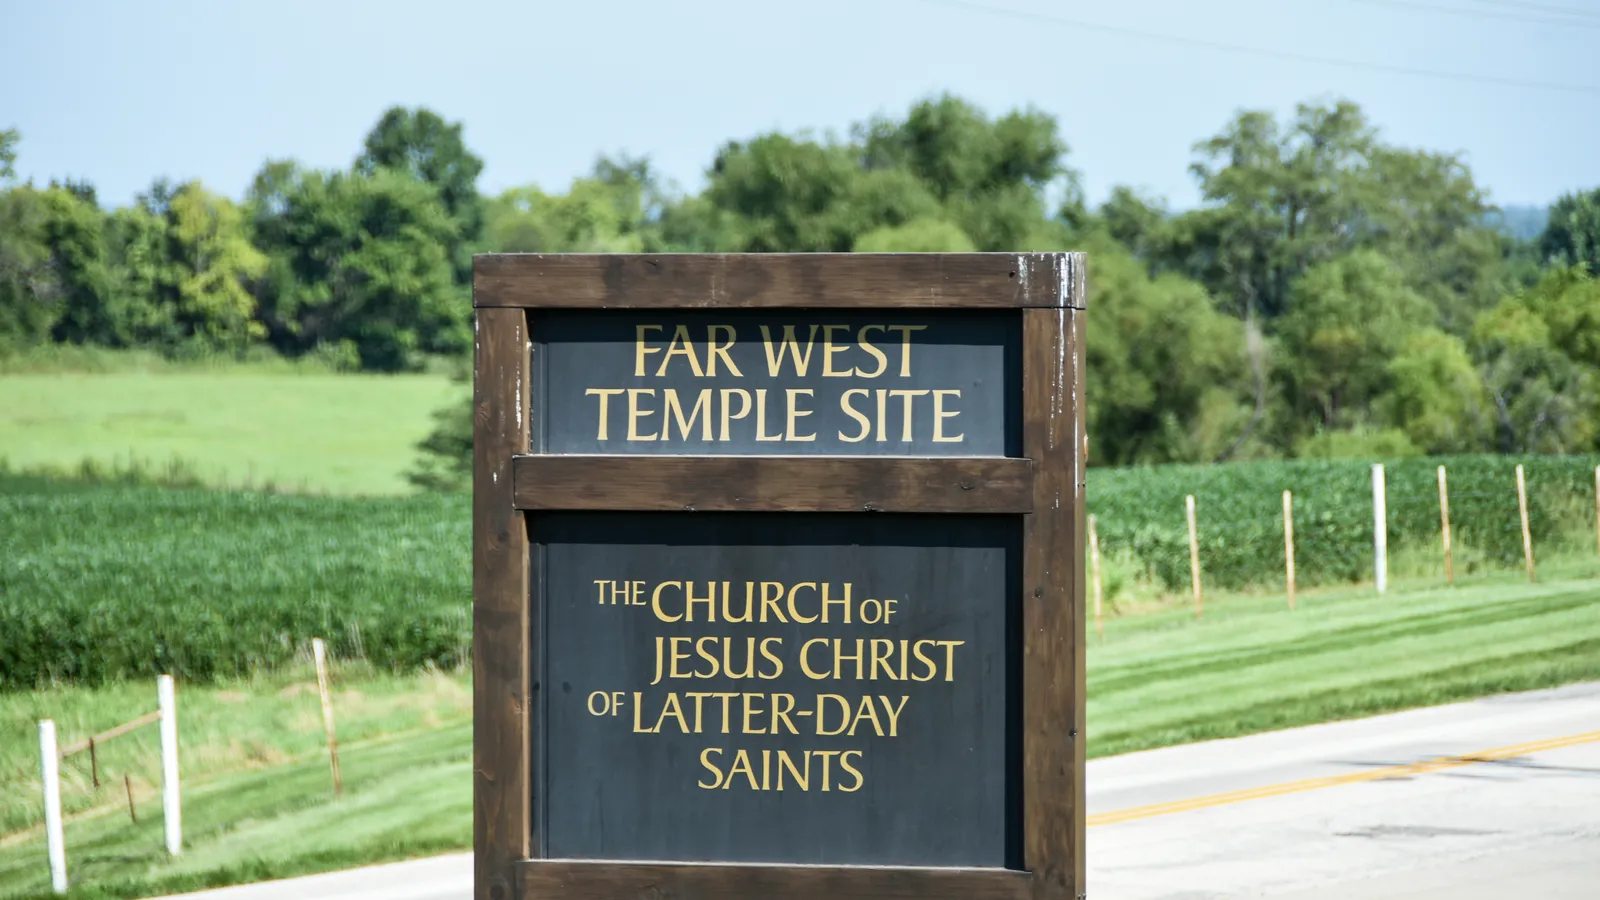 FAR WEST
TEMPLE SITE
THE CHURCH OF
JESUS CHRIST
OF LATTER-DAY
SAINTS